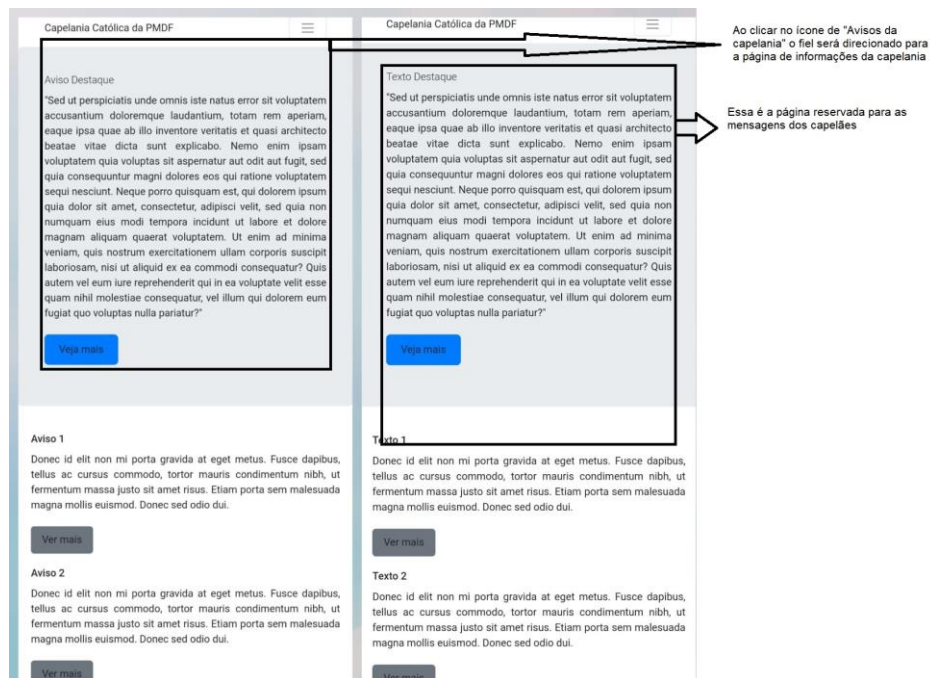 Capelania Católica da PMDF
Aviso Destaque
"Sed ut perspiciatis unde omnis iste natus error sit voluptatem
accusantium doloremque laudantium, totam rem aperiam,
eaque ipsa quae ab illo inventore veritatis et quasi architecto
beatae vitae dicta sunt explicabo. Nemo enim ipsam
voluptatem quia voluptas sit aspernatur aut odit aut fugit, sed
quia consequuntur magni dolores eos qui ratione voluptatem
sequi nesciunt. Neque porro quisquam est, qui dolorem ipsum
quia dolor sit amet, consectetur, adipisci velit, sed quia non
numquam eius modi tempora incidunt ut labore et dolore
magnam aliquam quaerat voluptatem. Ut enim ad minima
veniam, quis nostrum exercitationem ullam corporis suscipit
laboriosam, nisi ut aliquid ex ea commodi consequatur? Quis
autem vel eum iure reprehenderit qui in ea voluptate velit esse
quam nihil molestiae consequatur, vel illum qui dolorem eum
fugiat quo voluptas nulla pariatur?"
Veja mais
Aviso 1
Donec id elit non mi porta gravida at eget metus. Fusce dapibus,
tellus ac cursus commodo, tortor mauris condimentum nibh, ut
fermentum massa justo sit amet risus. Etiam porta sem malesuada
magna mollis euismod. Donec sed odio dui.
Ver mais
Aviso 2
Donec id elit non mi porta gravida at eget metus. Fusce dapibus,
tellus ac cursus commodo, tortor mauris condimentum nibh, ut
fermentum massa justo sit amet risus. Etiam porta sem malesuada
magna mollis euismod. Donec sed odio dui.
Ver mais
Capelania Católica da PMDF
Texto Destaque
"Sed ut perspiciatis unde omnis iste natus error sit voluptatem
accusantium doloremque laudantium, totam rem aperiam,
eaque ipsa quae ab illo inventore veritatis et quasi architecto
beatae vitae dicta sunt explicabo. Nemo enim ipsam
voluptatem quia voluptas sit aspernatur aut odit aut fugit, sed
quia consequuntur magni dolores eos qui ratione voluptatem
sequi nesciunt. Neque porro quisquam est, qui dolorem ipsum
quia dolor sit amet, consectetur, adipisci velit, sed quia non
numquam eius modi tempora incidunt ut labore et dolore
magnam aliquam quaerat voluptatem. Ut enim ad minima
veniam, quis nostrum exercitationem ullam corporis suscipit
laboriosam, nisi ut aliquid ex ea commodi consequatur? Quis
autem vel eum iure reprehenderit qui in ea voluptate velit esse
quam nihil molestiae consequatur, vel illum qui dolorem eum
fugiat quo voluptas nulla pariatur?"
Veja mais
Texto 1
Donec id elit non mi porta gravida at eget metus. Fusce dapibus,
tellus ac cursus commodo, tortor mauris condimentum nibh, ut
fermentum massa justo sit amet risus. Etiam porta sem malesuada
magna mollis euismod. Donec sed odio dui.
Ver mais
Texto 2
Donec id elit non mi porta gravida at eget metus. Fusce dapibus,
tellus ac cursus commodo, tortor mauris condimentum nibh, ut
fermentum massa justo sit amet risus. Etiam porta sem malesuada
magna mollis euismod. Donec sed odio dui.
Ver mais
Ao clicar no ícone de "Avisos da
capelania" o fiel será direcionado para
a página de informações da capelania
Essa é a página reservada para as
mensagens dos capelães